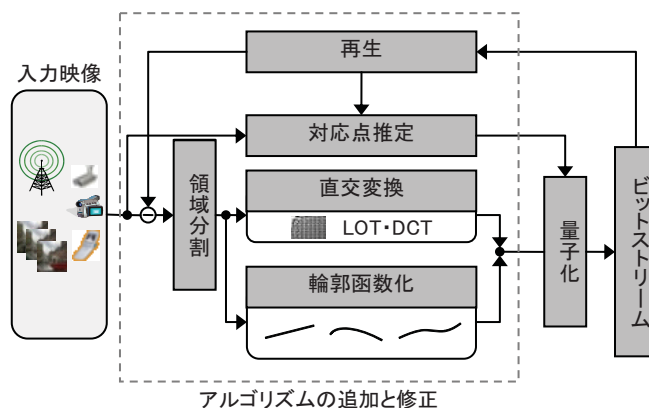 入力映像
再生
対応点推定
領域分割
直交変換
LOT・DCT
輪郭函数化
量子化
ビットストリーム
アルゴリズムの追加と修正